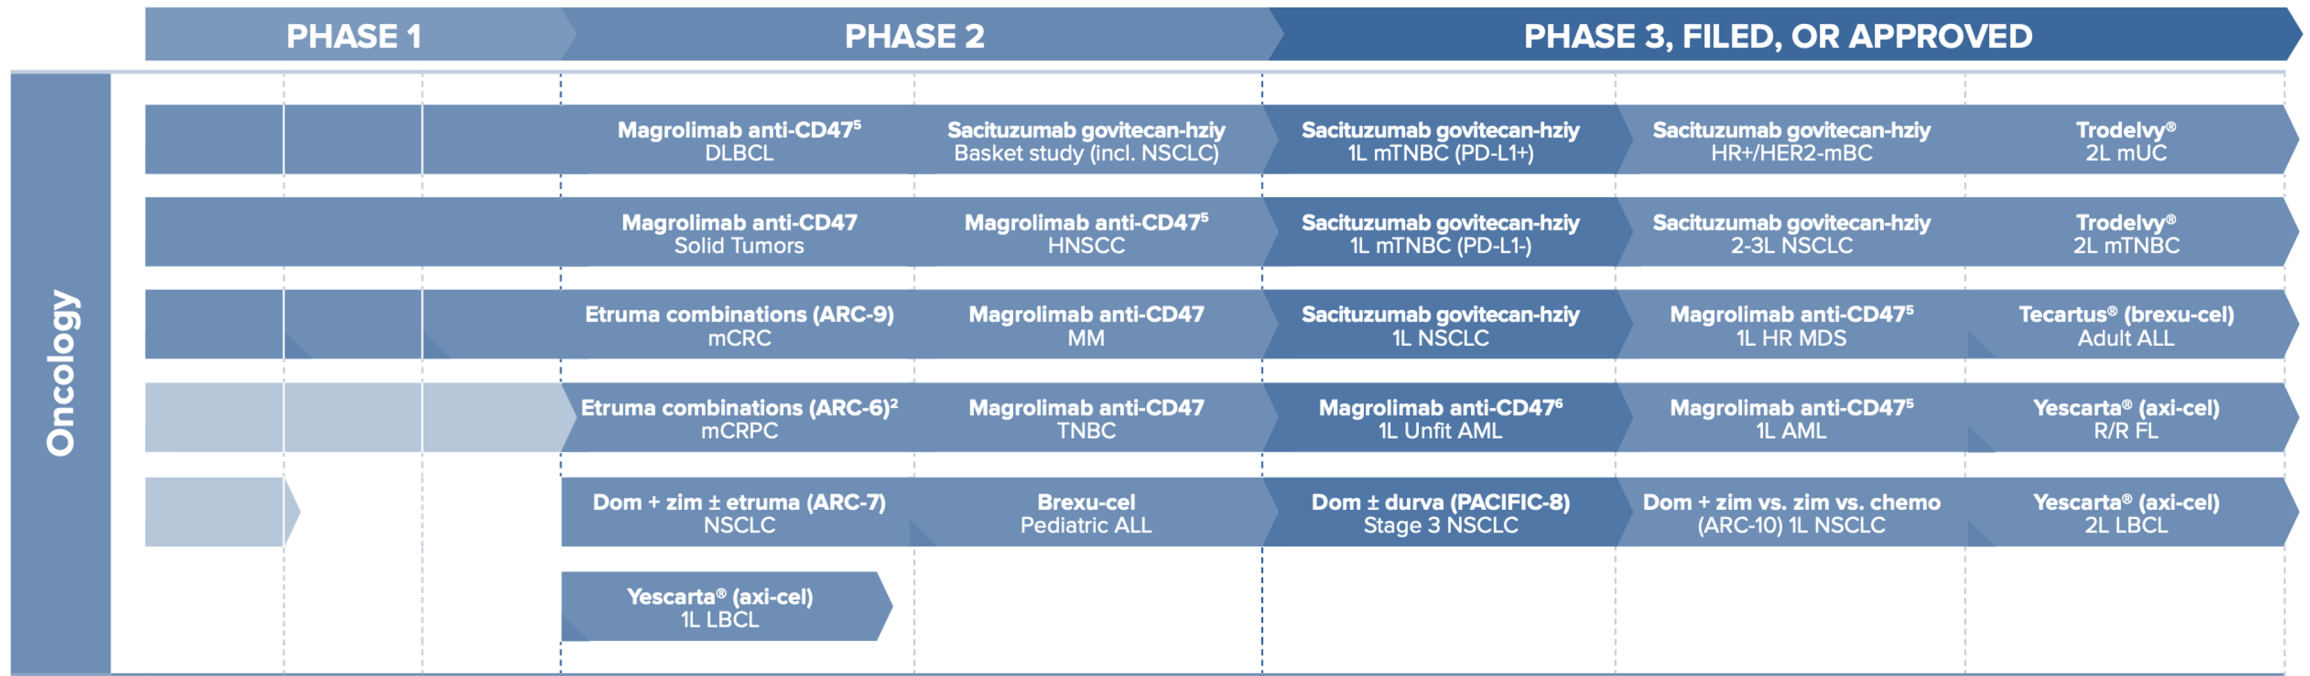 PHASE 1
PHASE 2
PHASE 3, FILED, OR APPROVED
Oncology
Magrolimab anti-CD47⁵
DLBCL
Sacituzumab govitecan-hziy
Basket study (incl. NSCLC)
Sacituzumab govitecan-hziy
1L mTNBC (PD-L1+)
Sacituzumab govitecan-hziy
HR+/HER2-mBC
Trodelvy®
2L mUC
Magrolimab anti-CD47
Solid Tumors
Magrolimab anti-CD47⁵
HNSCC
Sacituzumab govitecan-hziy
1L mTNBC (PD-L1-)
Sacituzumab govitecan-hziy
2-3L NSCLC
Trodelvy®
2L mTNBC
Etruma combinations (ARC-9)
mCRC
Magrolimab anti-CD47
MM
Sacituzumab govitecan-hziy
1L NSCLC
Magrolimab anti-CD47⁵
1L HR MDS
Tecartus® (brexu-cel)
Adult ALL
Etruma combinations (ARC-6)²
mCRPC
Magrolimab anti-CD47
TNBC
Magrolimab anti-CD47⁶
1L Unfit AML
Magrolimab anti-CD47⁵
1L AML
Yescarta® (axi-cel)
R/R FL
Dom + zim ± etruma (ARC-7)
NSCLC
Brexu-cel
Pediatric ALL
Dom ± durva (PACIFIC-8)
Stage 3 NSCLC
Dom + zim vs. zim vs. chemo
(ARC-10) 1L NSCLC
Yescarta® (axi-cel)
2L LBCL
Yescarta® (axi-cel)
1L LBCL